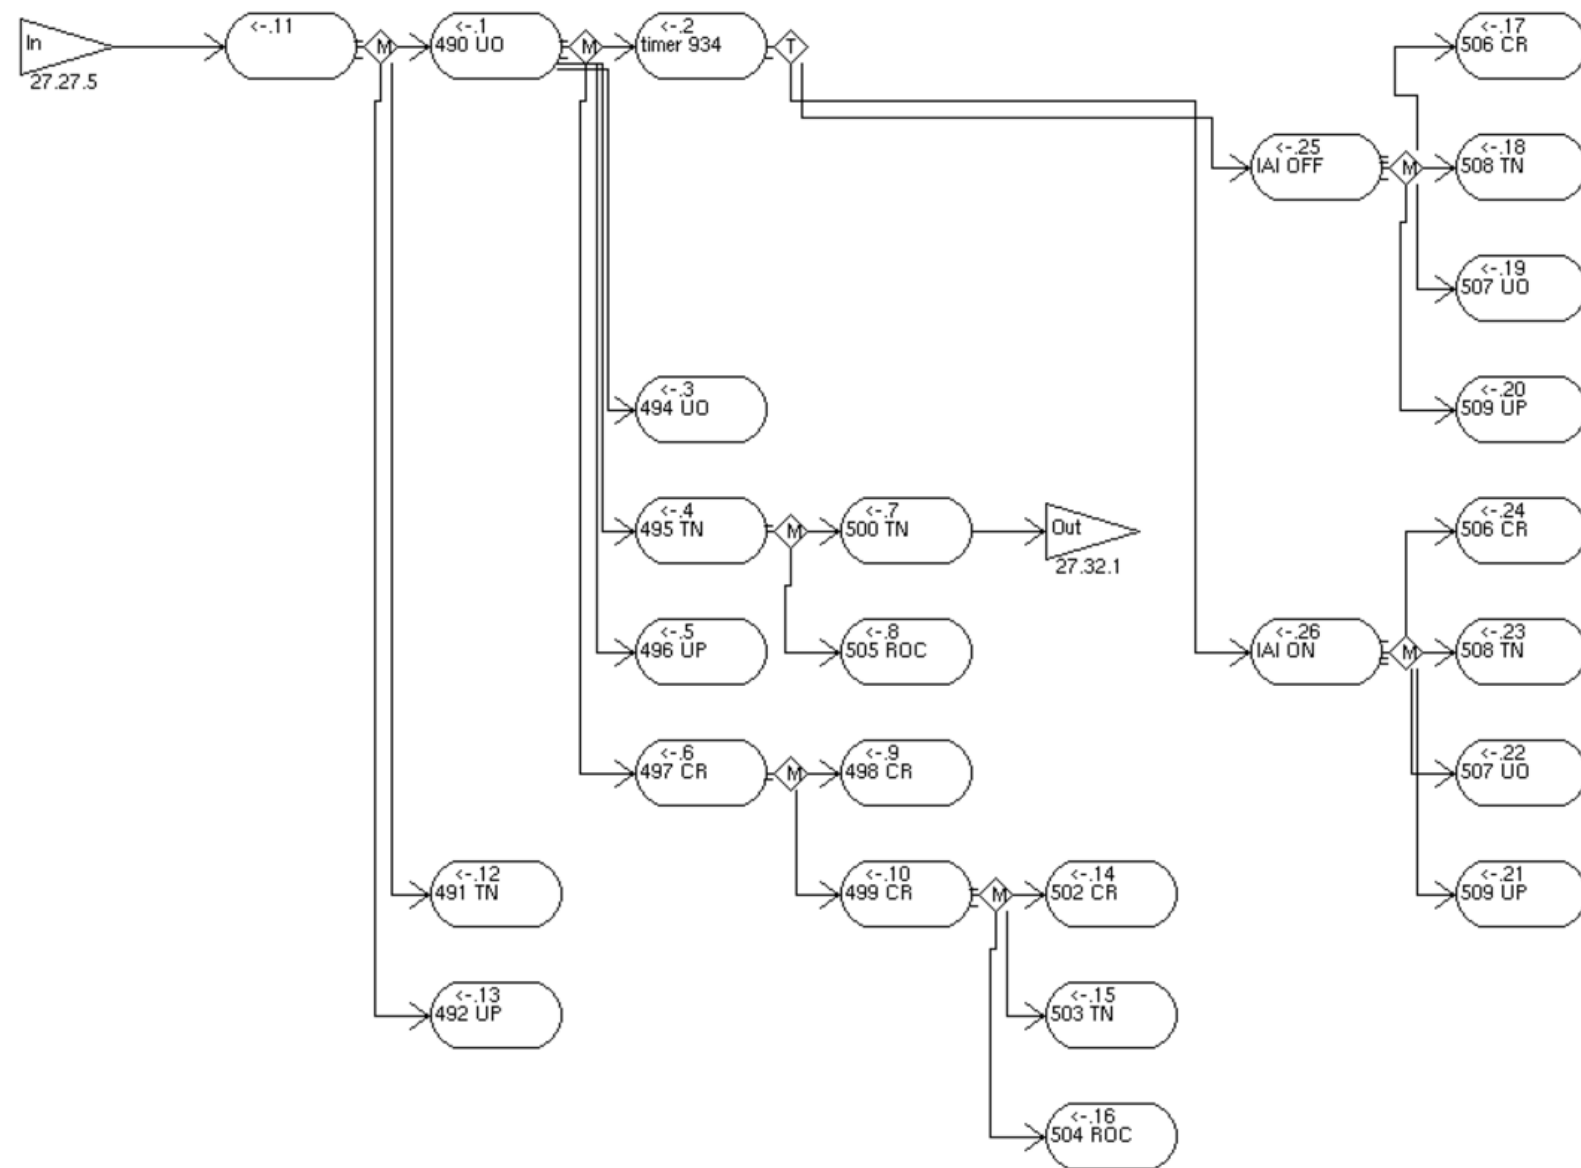 In
27.27.5
<-.11
M
<-.1
490 UO
M
<-.2
timer 934
T
<-.17
506 CR
<-.25
IAI OFF
M
<-.18
508 TN
<-.19
507 UO
<-.3
494 UO
<-.20
509 UP
<-.4
495 TN
M
<-.7
500 TN
Out
27.32.1
<-.24
506 CR
<-.5
496 UP
<-.8
505 ROC
<-.26
IAI ON
M
<-.23
508 TN
<-.6
497 CR
M
<-.9
498 CR
<-.22
507 UO
<-.12
491 TN
<-.10
499 CR
M
<-.14
502 CR
<-.21
509 UP
<-.13
492 UP
<-.15
503 TN
<-.16
504 ROC